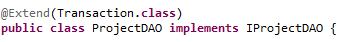 @Extend(Transaction.class)
public class ProjectDAO implements IProjectDAO {